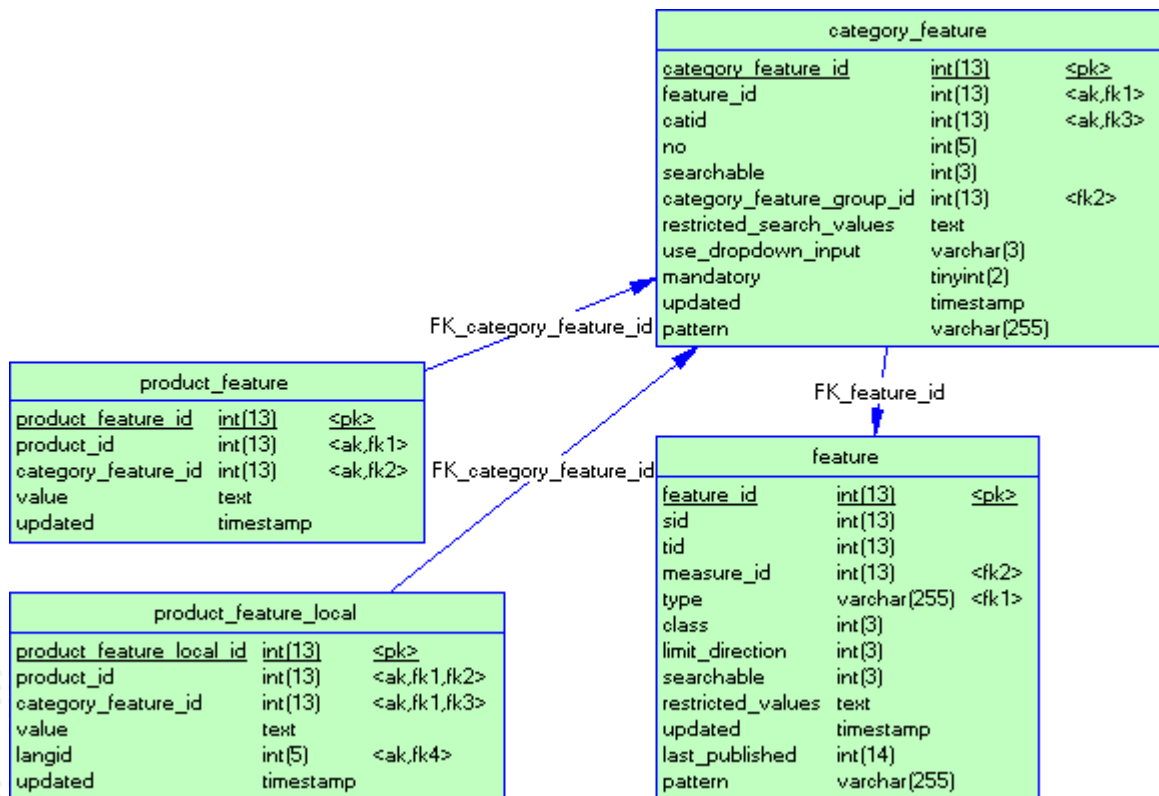 category_feature
category_feature_id int(13) <pk>
feature_id int(13) <ak,fk1>
catid int(13) <ak,fk3>
no int(5)
searchable int(3)
category_feature_group_id int(13) <fk2>
restricted_search_values text
use_dropdown_input varchar(3)
mandatory tinyint(2)
updated timestamp
pattern varchar(255)
FK_category_feature_id
product_feature
product_feature_id int(13) <pk>
product_id int(13) <ak,fk1>
category_feature_id int(13) <ak,fk2>
value text
updated timestamp
FK_feature_id
FK_category_feature_id
feature
feature_id int(13) <pk>
sid int(13)
tid int(13)
measure_id int(13) <fk2>
type varchar(255) <fk1>
class int(3)
limit_direction int(3)
searchable int(3)
restricted_values text
updated timestamp
last_published int(14)
pattern varchar(255)
product_feature_local
product_feature_local_id int(13) <pk>
product_id int(13) <ak,fk1,fk2>
category_feature_id int(13) <ak,fk1,fk3>
value text
langid int(5) <ak,fk4>
updated timestamp